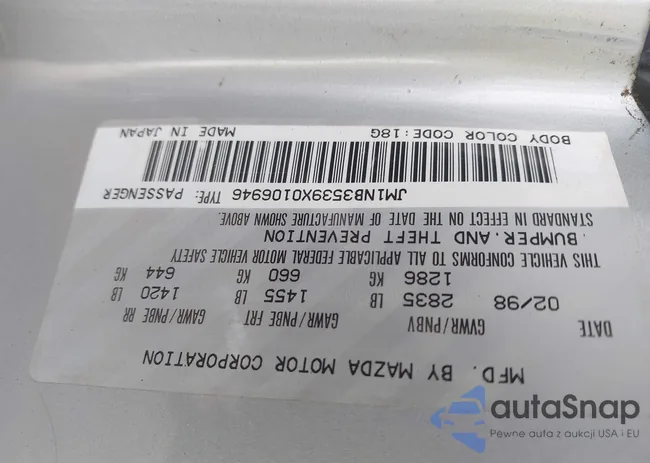 MFD. BY MAZDA MOTOR CORPORATION
DATE GVWR/PNBV GAWR/PNBE FRT GAWR/PNBE RR
02/98 2835 LB 1455 LB 1420 LB
1286 KG 660 KG 644 KG
THIS VEHICLE CONFORMS TO ALL APPLICABLE FEDERAL MOTOR VEHICLE SAFETY
BUMPER, AND THEFT PREVENTION
STANDARD IN EFFECT ON THE DATE OF MANUFACTURE SHOWN ABOVE.
JM1NB3539X0106946 TYPE: PASSENGER
BODY COLOR CODE:18G MADE IN JAPAN
autaSnap
Pewne auta z aukcji USA i EU